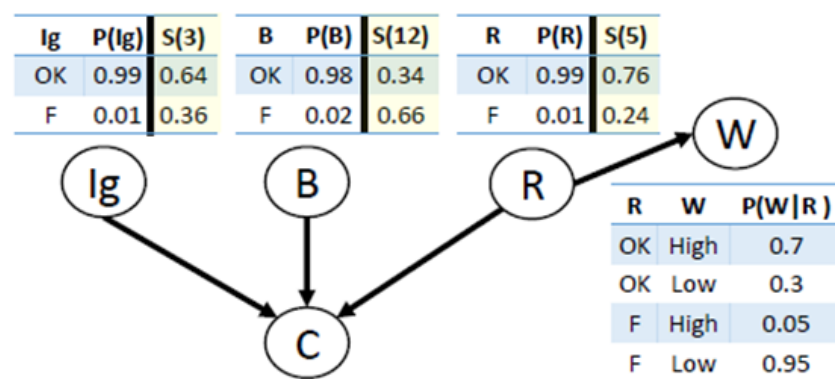 Ig P(Ig) S(3)
OK 0.99 0.64
F 0.01 0.36
B P(B) S(12)
OK 0.98 0.34
F 0.02 0.66
R P(R) S(5)
OK 0.99 0.76
F 0.01 0.24
Ig
B
R
W
R W P(W|R )
OK High 0.7
OK Low 0.3
F High 0.05
F Low 0.95
C